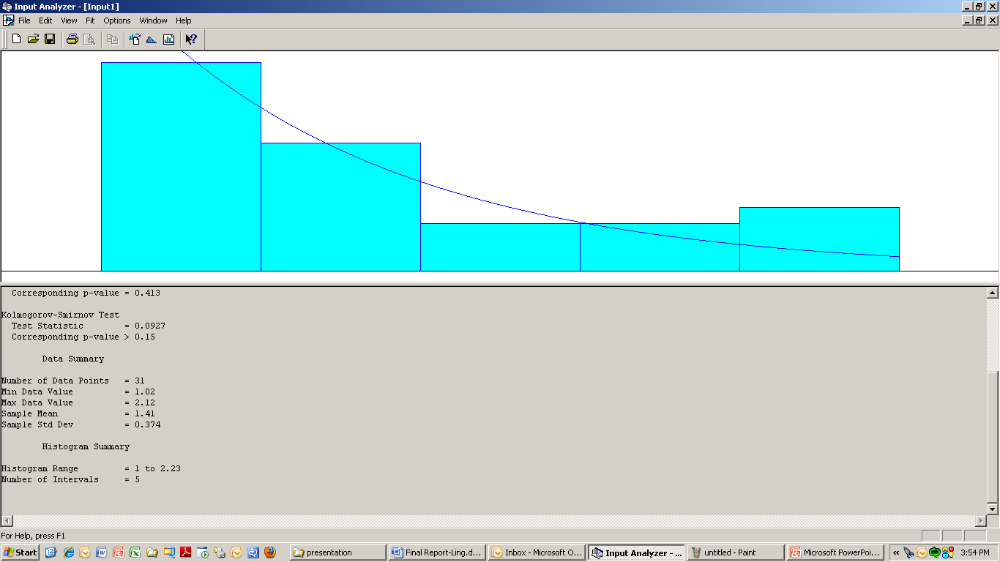 Input Analyzer - [Input1]
File Edit View Fit Options Window Help
Corresponding p-value = 0.413
Kolmogorov-Smirnov Test
Test Statistic = 0.0927
Corresponding p-value > 0.15
Data Summary
Number of Data Points = 31
Min Data Value = 1.02
Max Data Value = 2.12
Sample Mean = 1.41
Sample Std Dev = 0.374
Histogram Summary
Histogram Range = 1 to 2.23
Number of Intervals = 5
For Help, press F1
Start presentation Final Report-Ling.d... Inbox - Microsoft O... Input Analyzer - ... untitled - Paint Microsoft PowerPoi... « 3:54 PM